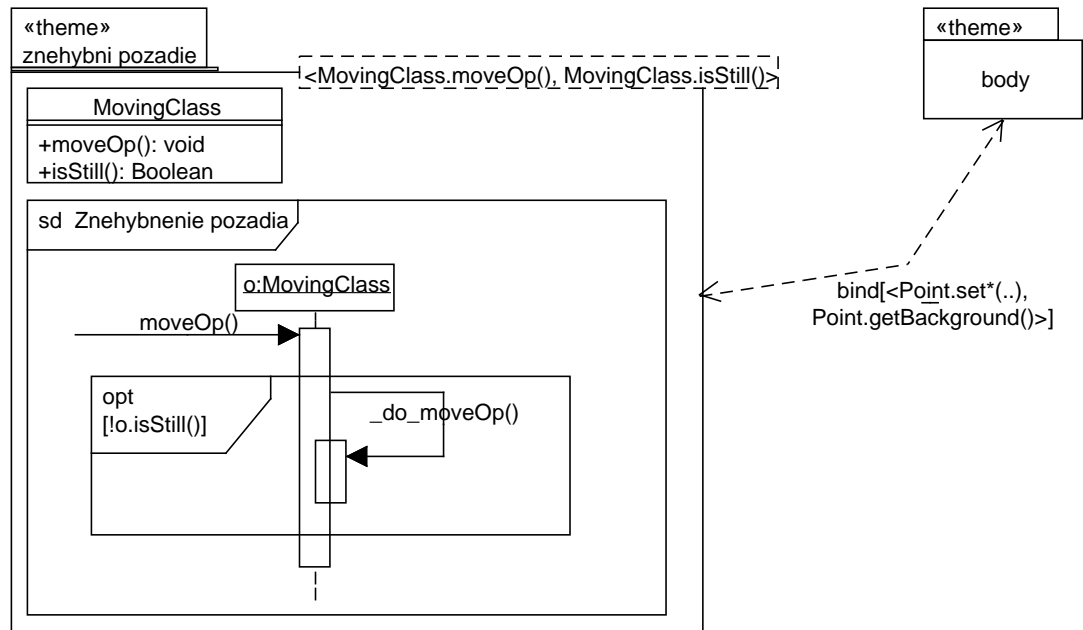 «theme»
znehybni pozadie
<MovingClass.moveOp(), MovingClass.isStill()>
MovingClass
+moveOp(): void
+isStill(): Boolean
sd Znehybnenie pozadia
o:MovingClass
moveOp()
opt
[!o.isStill()]
_do_moveOp()
«theme»
body
bind[<Point.set*(..),
Point.getBackground()>]